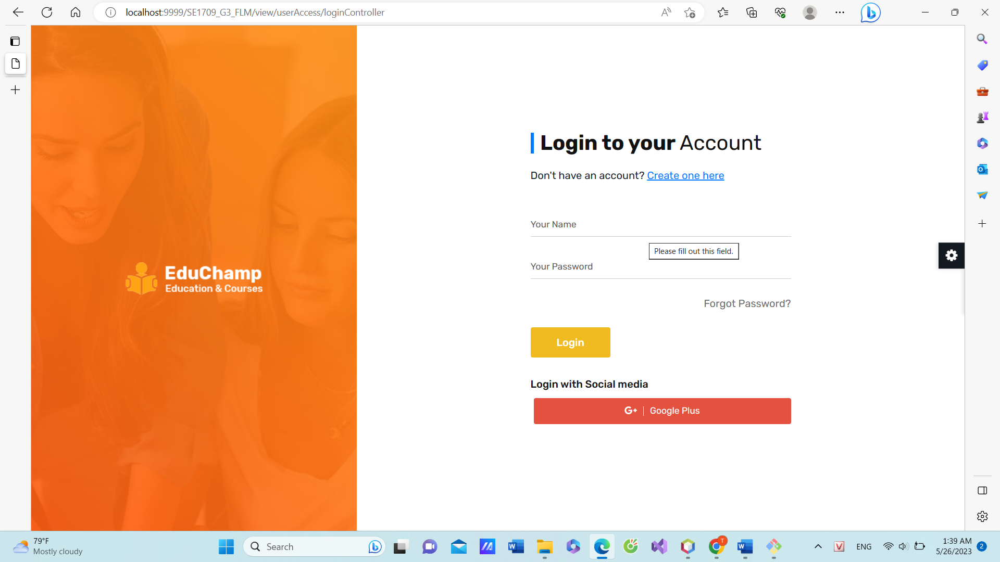 localhost:9999/SE1709_G3_FLM/view/userAccess/loginController
Login to your Account
Don't have an account? Create one here
Your Name
Please fill out this field.
Your Password
Forgot Password?
Login
Login with Social media
G+ Google Plus
EduChamp
Education & Courses
79°F
Mostly cloudy
Search
T
ENG
1:39 AM
5/26/2023
2